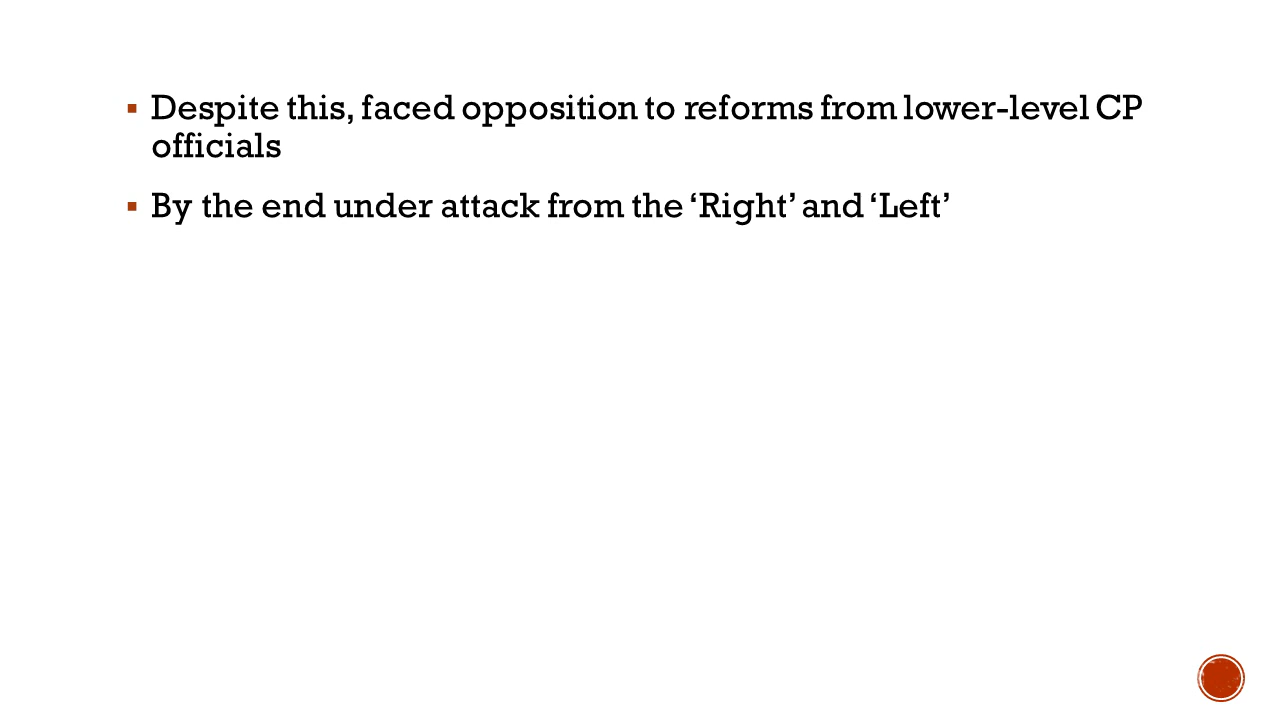 ▪ Despite this, faced opposition to reforms from lower-level CP
officials
▪ By the end under attack from the ‘Right’ and ‘Left’